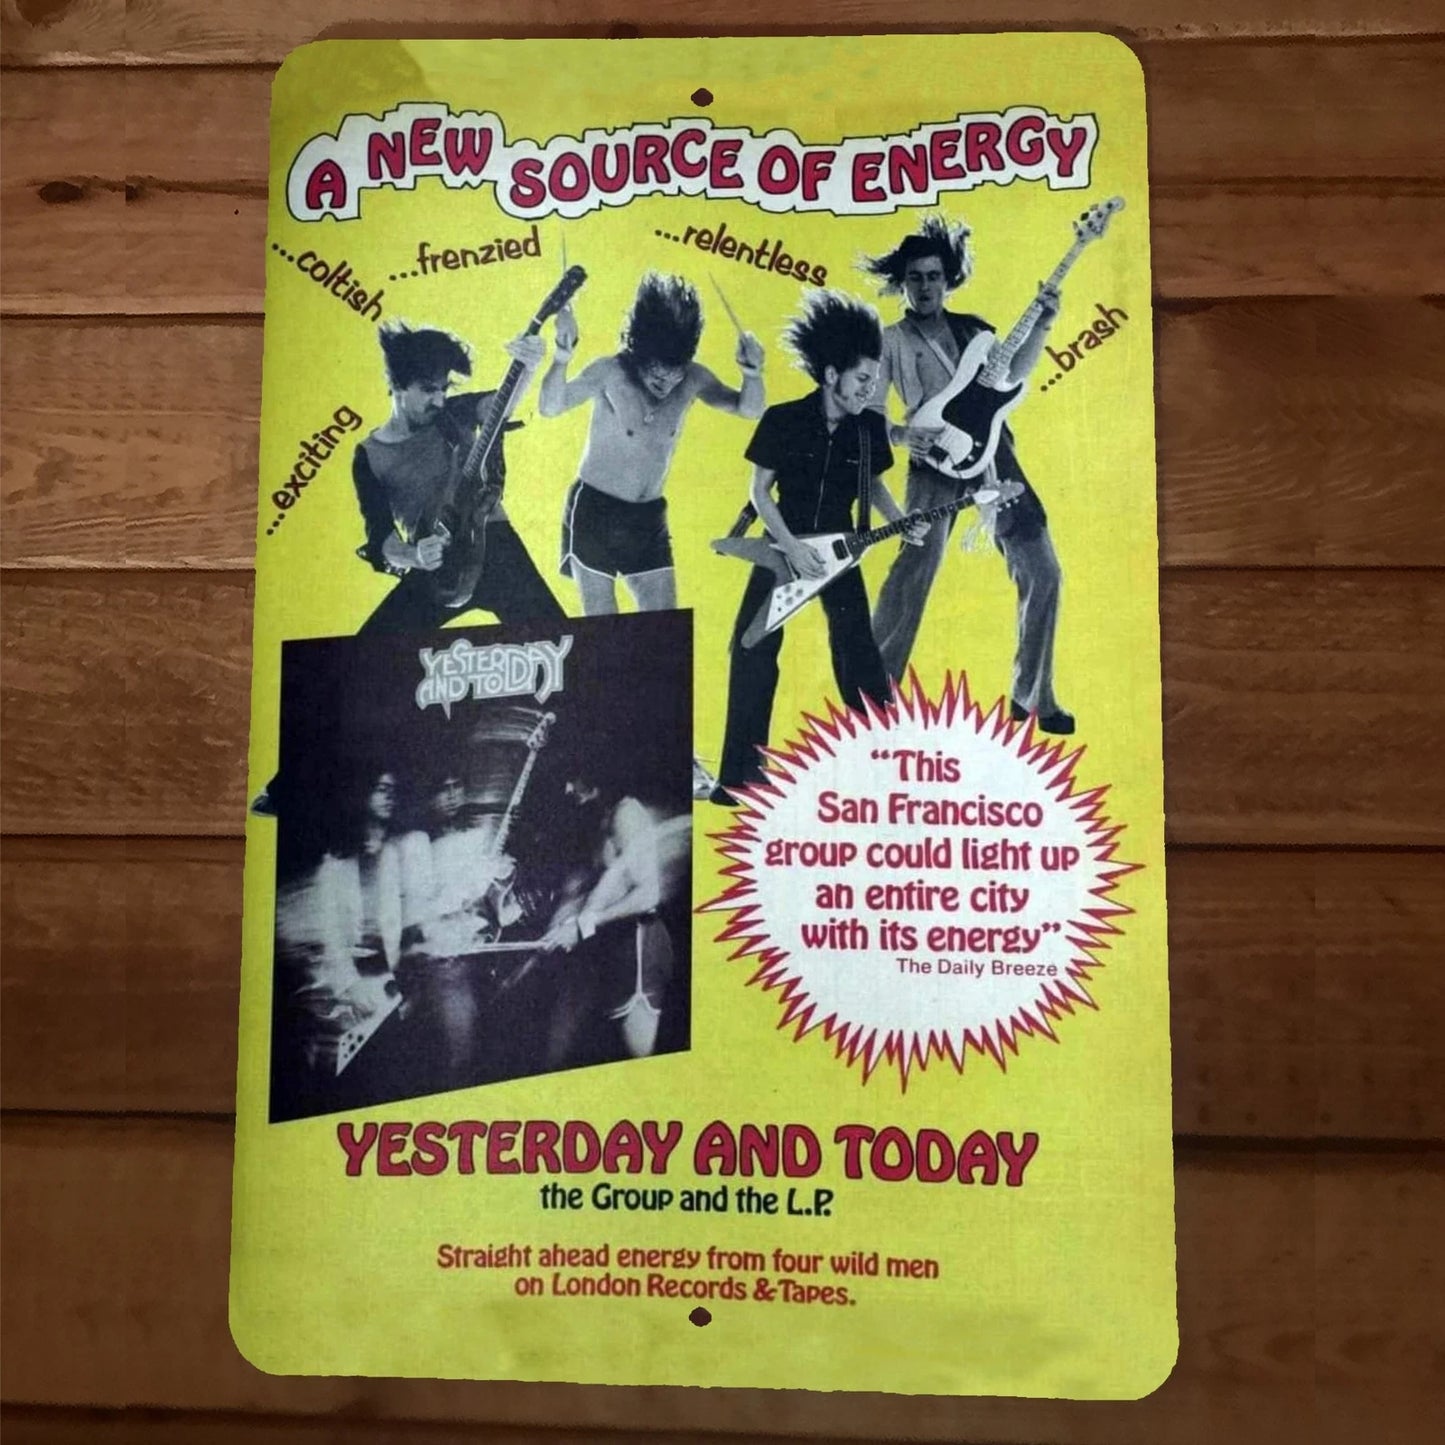 A NEW SOURCE OF ENERGY
...coltish
...frenzied
...relentless
...brash
...exciting
YESTERDAY
AND TODAY
“This
San Francisco
group could light up
an entire city
with its energy”
The Daily Breeze
YESTERDAY AND TODAY
the Group and the L.P.
Straight ahead energy from four wild men
on London Records & Tapes.